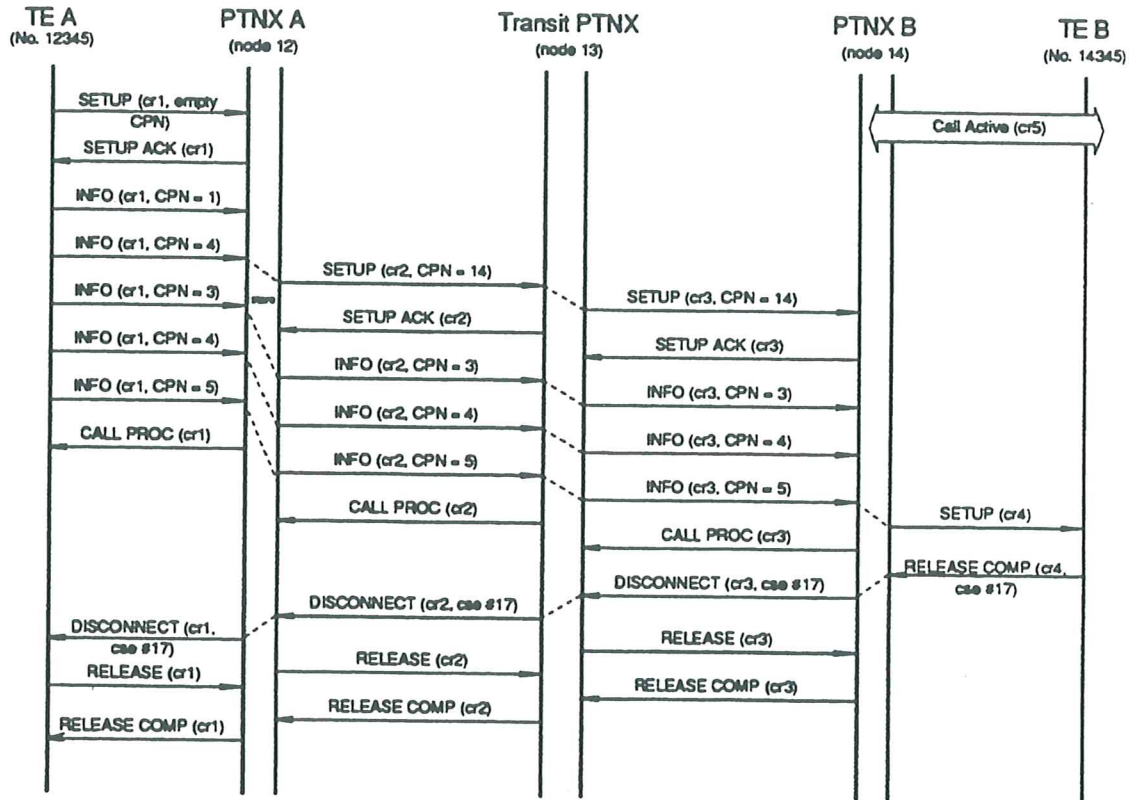 TE A
(No. 12345)
PTNX A
(node 12)
Transit PTNX
(node 13)
PTNX B
(node 14)
TE B
(No. 14345)
SETUP (cr1, empty
CPN)
Call Active (cr5)
SETUP ACK (cr1)
INFO (cr1, CPN = 1)
INFO (cr1, CPN = 4)
SETUP (cr2, CPN = 14)
INFO (cr1, CPN = 3)
SETUP (cr3, CPN = 14)
SETUP ACK (cr2)
INFO (cr1, CPN = 4)
SETUP ACK (cr3)
INFO (cr2, CPN = 3)
INFO (cr1, CPN = 5)
INFO (cr3, CPN = 3)
INFO (cr2, CPN = 4)
CALL PROC (cr1)
INFO (cr3, CPN = 4)
INFO (cr2, CPN = 5)
INFO (cr3, CPN = 5)
CALL PROC (cr2)
SETUP (cr4)
CALL PROC (cr3)
RELEASE COMP (cr4,
cse #17)
DISCONNECT (cr3, cse #17)
DISCONNECT (cr2, cse #17)
DISCONNECT (cr1,
cse #17)
RELEASE (cr3)
RELEASE (cr2)
RELEASE (cr1)
RELEASE COMP (cr3)
RELEASE COMP (cr2)
RELEASE COMP (cr1)